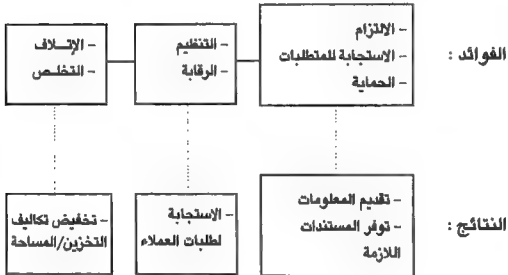 الفوائد :
– الالتزام
– الاستجابة للمتطلبات
– الحماية
– التنظيم
– الرقابة
– الإتلاف
– التخلص
النتائج :
– تقديم المعلومات
– توفر المستندات
اللازمة
– الاستجابة
لطلبات العملاء
– تخفيض تكاليف
التخزين/المساحة